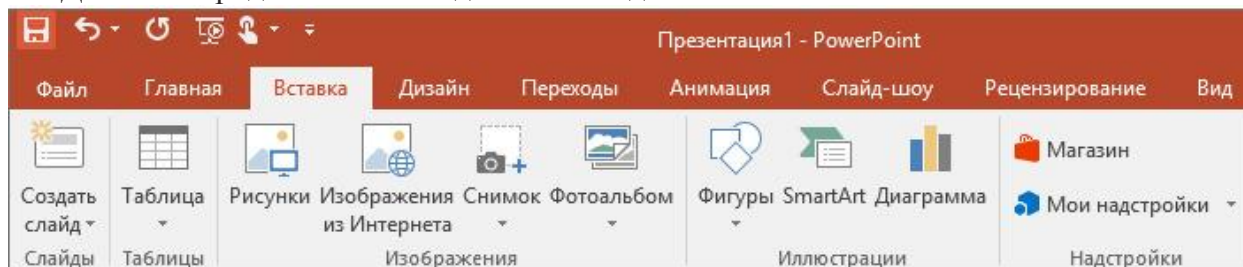 Презентация1 - PowerPoint
Файл Главная Вставка Дизайн Переходы Анимация Слайд-шоу Рецензирование Вид
Создать слайд
Таблица
Рисунки
Изображения из Интернета
Снимок
Фотоальбом
Фигуры
SmartArt
Диаграмма
Магазин
Мои надстройки
Слайды Таблицы Изображения Иллюстрации Надстройки